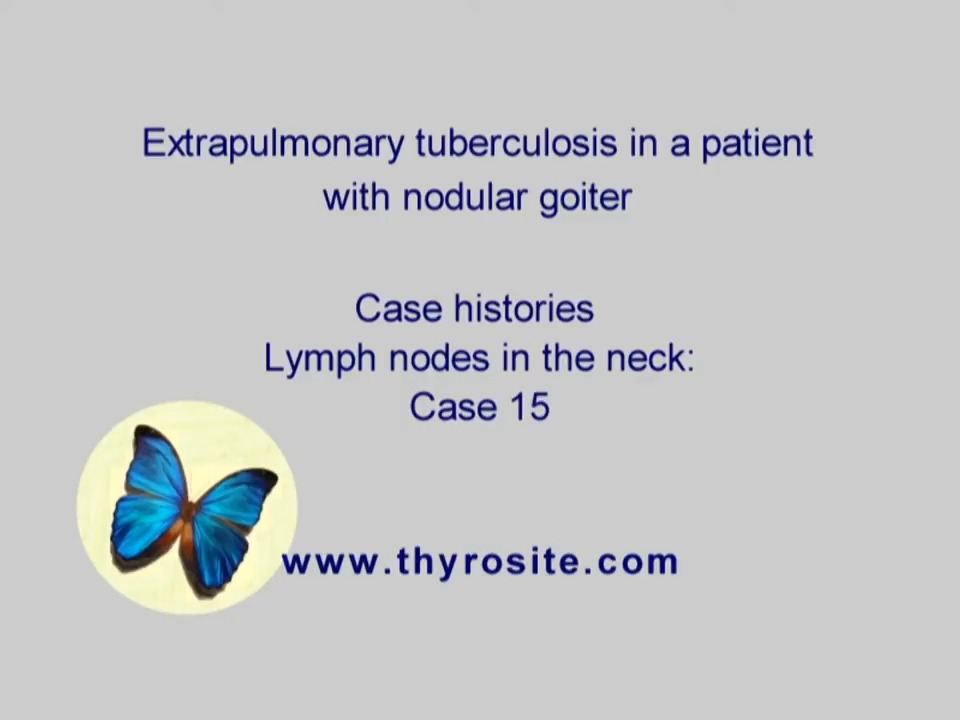 Extrapulmonary tuberculosis in a patient
with nodular goiter
Case histories
Lymph nodes in the neck:
Case 15
www.thyrosite.com